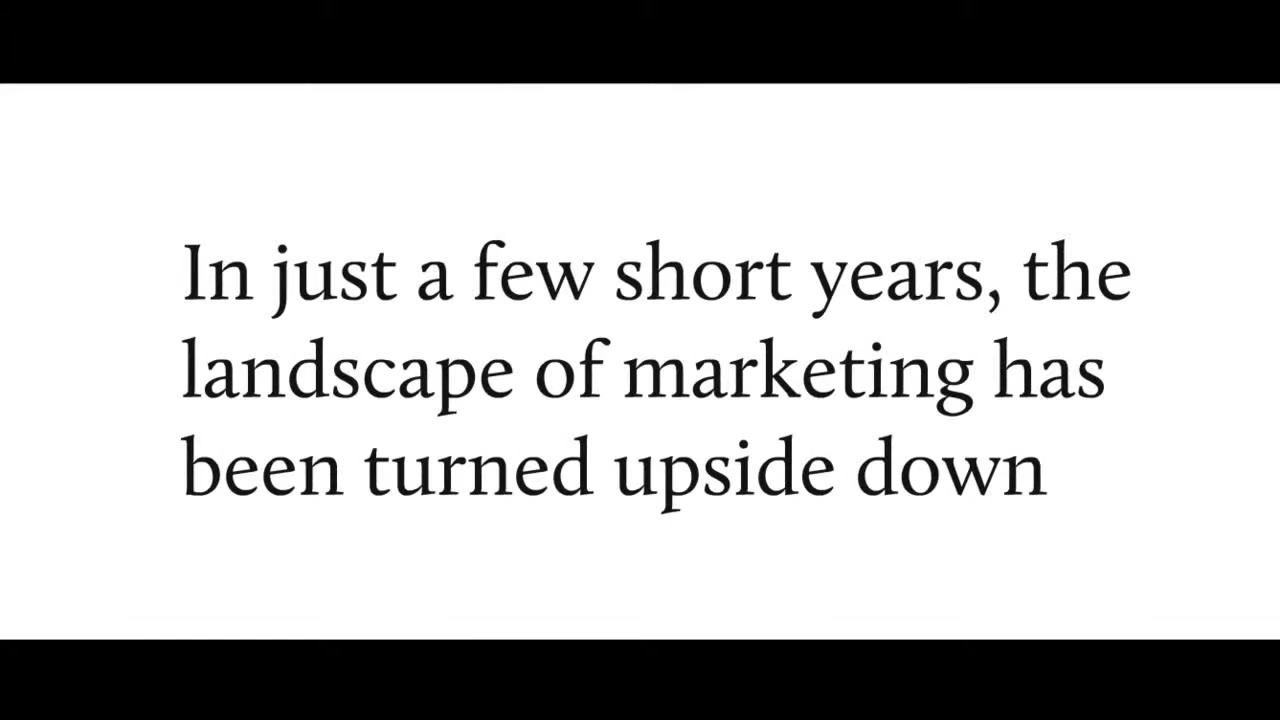 In just a few short years, the
landscape of marketing has
been turned upside down